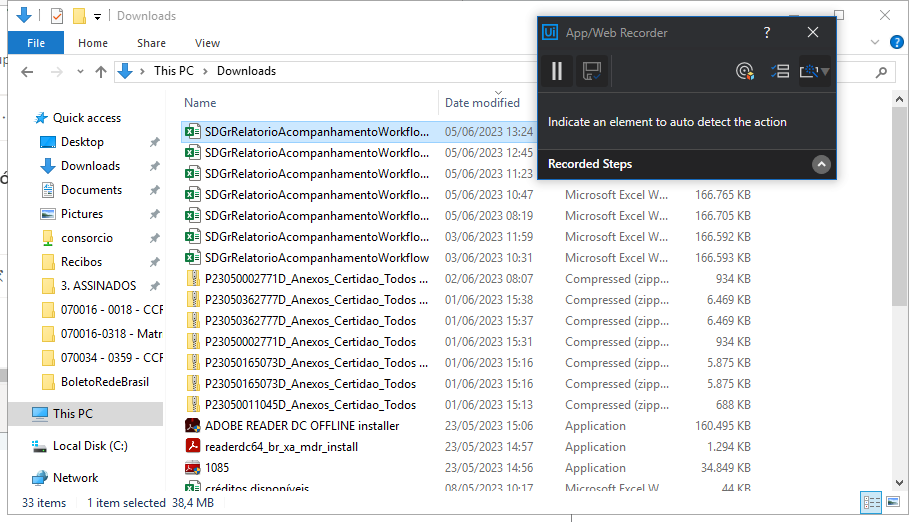 Downloads
File Home Share View
This PC Downloads
Name Date modified
Quick access
Desktop
Downloads
Documents
Pictures
consorcio
Recibos
3. ASSINADOS
070016 - 0018 - CCF
070016-0318 - Matr
070034 - 0359 - CCF
BoletoRedeBrasil
This PC
Local Disk (C:)
Network
SDGrRelatorioAcompanhamentoWorkflo... 05/06/2023 13:24
SDGrRelatorioAcompanhamentoWorkflo... 05/06/2023 12:45
SDGrRelatorioAcompanhamentoWorkflo... 05/06/2023 11:23
SDGrRelatorioAcompanhamentoWorkflo... 05/06/2023 10:47 Microsoft Excel W... 166.765 KB
SDGrRelatorioAcompanhamentoWorkflo... 05/06/2023 08:19 Microsoft Excel W... 166.705 KB
SDGrRelatorioAcompanhamentoWorkflo... 03/06/2023 11:59 Microsoft Excel W... 166.592 KB
SDGrRelatorioAcompanhamentoWorkflow 03/06/2023 10:31 Microsoft Excel W... 166.593 KB
P23050002771D_Anexos_Certidao_Todos ... 02/06/2023 08:07 Compressed (zipp... 934 KB
P23050362777D_Anexos_Certidao_Todos ... 01/06/2023 15:38 Compressed (zipp... 6.469 KB
P23050362777D_Anexos_Certidao_Todos 01/06/2023 15:37 Compressed (zipp... 6.469 KB
P23050002771D_Anexos_Certidao_Todos 01/06/2023 15:31 Compressed (zipp... 934 KB
P23050165073D_Anexos_Certidao_Todos ... 01/06/2023 15:16 Compressed (zipp... 5.875 KB
P23050165073D_Anexos_Certidao_Todos 01/06/2023 15:16 Compressed (zipp... 5.875 KB
P23050011045D_Anexos_Certidao_Todos 01/06/2023 15:13 Compressed (zipp... 688 KB
ADOBE READER DC OFFLINE installer 23/05/2023 15:06 Application 160.495 KB
readerdc64_br_xa_mdr_install 23/05/2023 14:57 Application 1.294 KB
1085 23/05/2023 14:56 Application 34.849 KB
créditos disponíveis 08/05/2023 10:17 Microsoft Excel W... 44 KB
33 items 1 item selected 38,4 MB
Ui App/Web Recorder ?
Indicate an element to auto detect the action
Recorded Steps